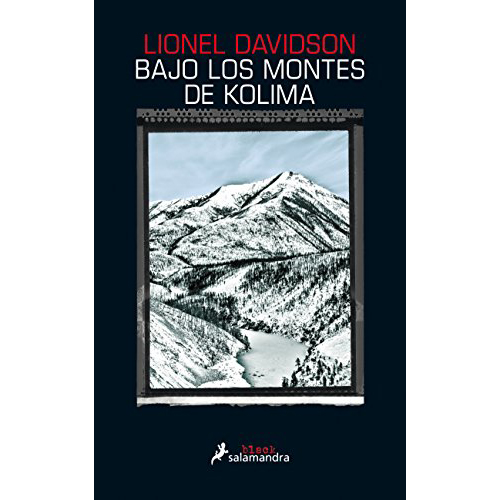 LIONEL DAVIDSON
BAJO LOS MONTES
DE KOLIMA
black
salamandra